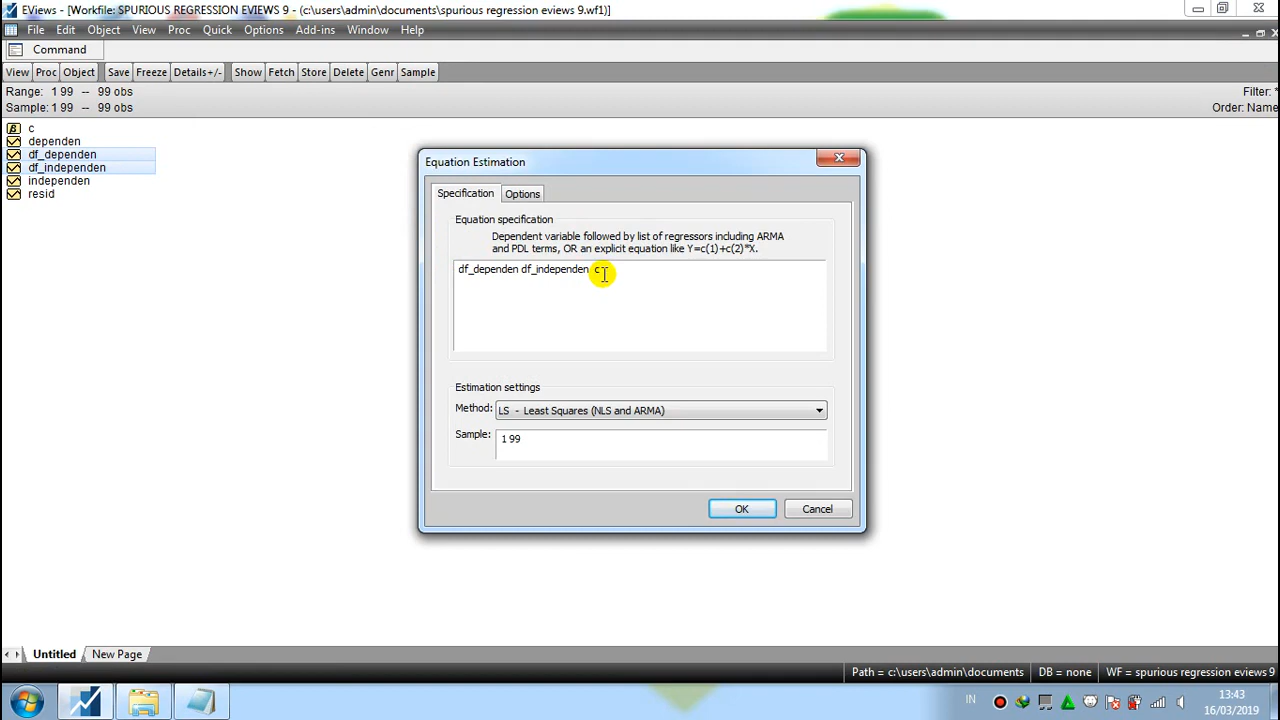 EViews - [Workfile: SPURIOUS REGRESSION EVIEWS 9 - (c:\users\admin\documents\spurious regression eviews 9.wf1)]
File Edit Object View Proc Quick Options Add-ins Window Help
Command
View Proc Object Save Freeze Details+/- Show Fetch Store Delete Genr Sample
Range: 1 99 -- 99 obs Filter: *
Sample: 1 99 -- 99 obs Order: Name
c
dependen
df_dependen
df_independen
independen
resid
Equation Estimation
Specification Options
Equation specification
Dependent variable followed by list of regressors including ARMA
and PDL terms, OR an explicit equation like Y=c(1)+c(2)*X.
df_dependen df_independen c
Estimation settings
Method: LS - Least Squares (NLS and ARMA)
Sample: 1 99
OK Cancel
Untitled New Page
Path = c:\users\admin\documents DB = none WF = spurious regression eviews 9
IN 13:43
16/03/2019